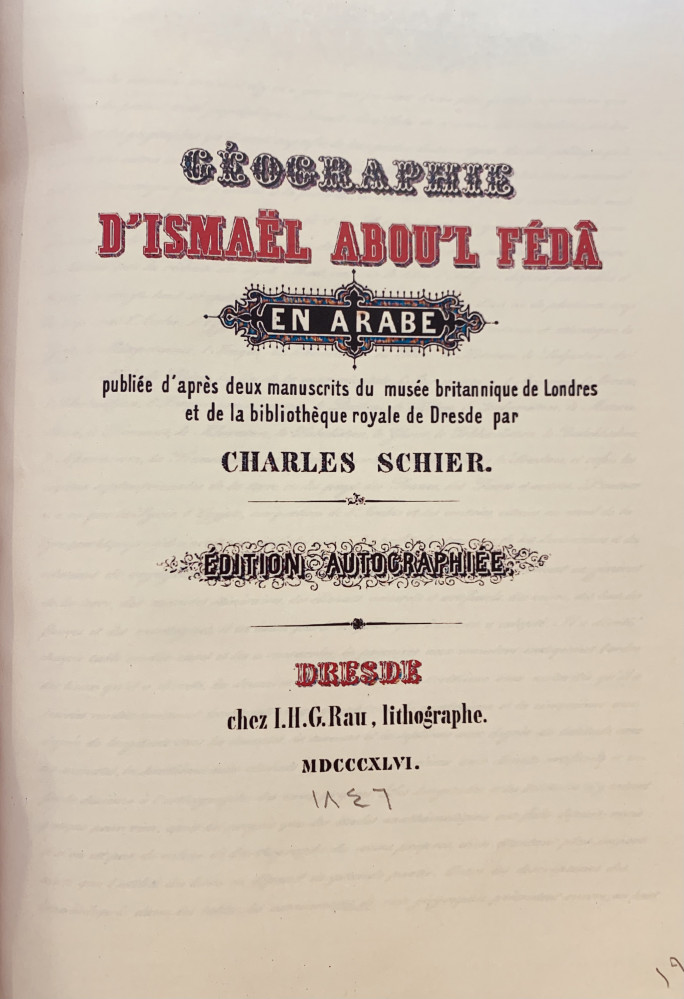 GÉOGRAPHIE
D'ISMAËL ABOU'L FÉDÂ
EN ARABE
publiée d'après deux manuscrits du musée britannique de Londres
et de la bibliothèque royale de Dresde par
CHARLES SCHIER.
ÉDITION AUTOGRAPHIÉE.
DRESDE
chez I.H.G. Rau, lithographe.
MDCCCXLVI.
١٨٤٦